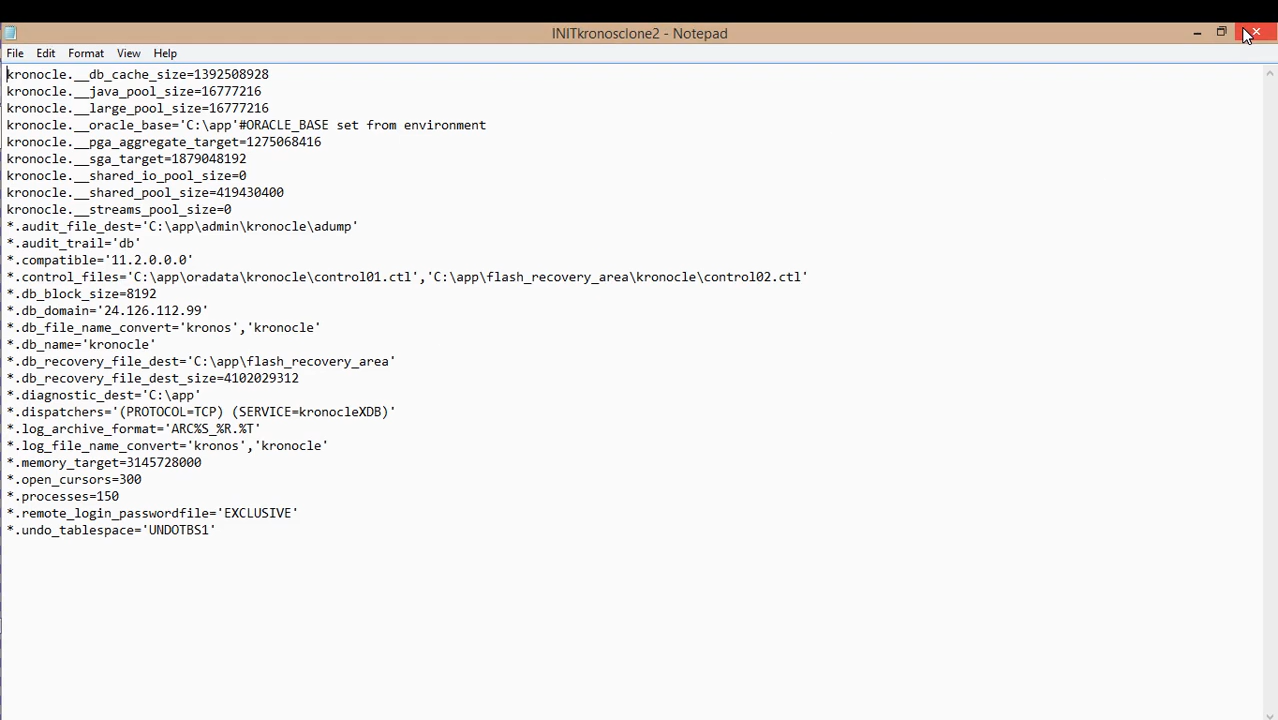 INITkronosclone2 - Notepad
File Edit Format View Help
kronocle.__db_cache_size=1392508928
kronocle.__java_pool_size=16777216
kronocle.__large_pool_size=16777216
kronocle.__oracle_base='C:\app'#ORACLE_BASE set from environment
kronocle.__pga_aggregate_target=1275068416
kronocle.__sga_target=1879048192
kronocle.__shared_io_pool_size=0
kronocle.__shared_pool_size=419430400
kronocle.__streams_pool_size=0
*.audit_file_dest='C:\app\admin\kronocle\adump'
*.audit_trail='db'
*.compatible='11.2.0.0.0'
*.control_files='C:\app\oradata\kronocle\control01.ctl','C:\app\flash_recovery_area\kronocle\control02.ctl'
*.db_block_size=8192
*.db_domain='24.126.112.99'
*.db_file_name_convert='kronos','kronocle'
*.db_name='kronocle'
*.db_recovery_file_dest='C:\app\flash_recovery_area'
*.db_recovery_file_dest_size=4102029312
*.diagnostic_dest='C:\app'
*.dispatchers='(PROTOCOL=TCP) (SERVICE=kronocleXDB)'
*.log_archive_format='ARC%S_%R.%T'
*.log_file_name_convert='kronos','kronocle'
*.memory_target=3145728000
*.open_cursors=300
*.processes=150
*.remote_login_passwordfile='EXCLUSIVE'
*.undo_tablespace='UNDOTBS1'